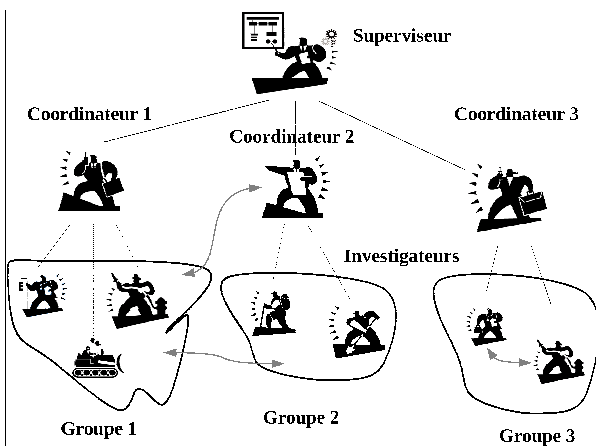 Superviseur
Coordinateur 1
Coordinateur 3
Coordinateur 2
Investigateurs
Groupe 1
Groupe 2
Groupe 3